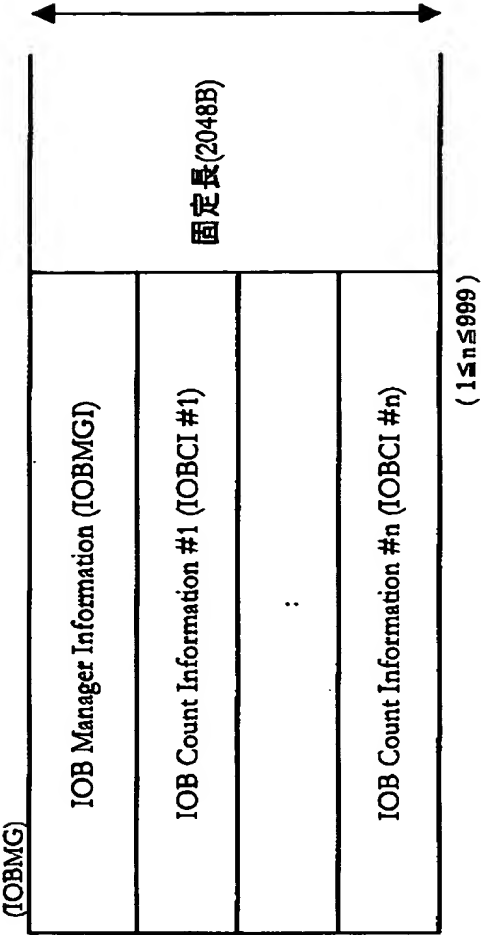 (IOBMG)
IOB Manager Information (IOBMGI)
IOB Count Information #1 (IOBCI #1)
:
IOB Count Information #n (IOBCI #n)
固定長(2048B)
(1≦n≦999)